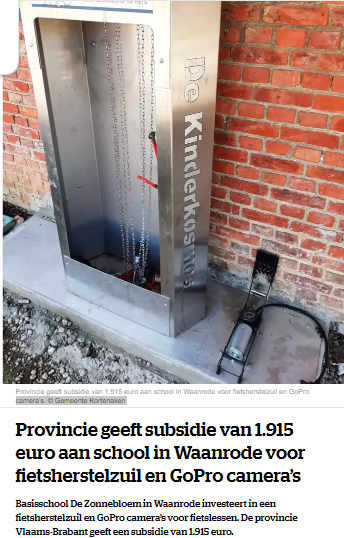 De Kinderkosmos
Provincie geeft subsidie van 1.915 euro aan school in Waanrode voor fietsherstelzuil en GoPro
camera's. © Gemeente Kortenaken
Provincie geeft subsidie van 1.915
euro aan school in Waanrode voor
fietsherstelzuil en GoPro camera's
Basisschool De Zonnebloem in Waanrode investeert in een
fietsherstelzuil en GoPro camera's voor fietslessen. De provincie
Vlaams-Brabant geeft een subsidie van 1.915 euro.